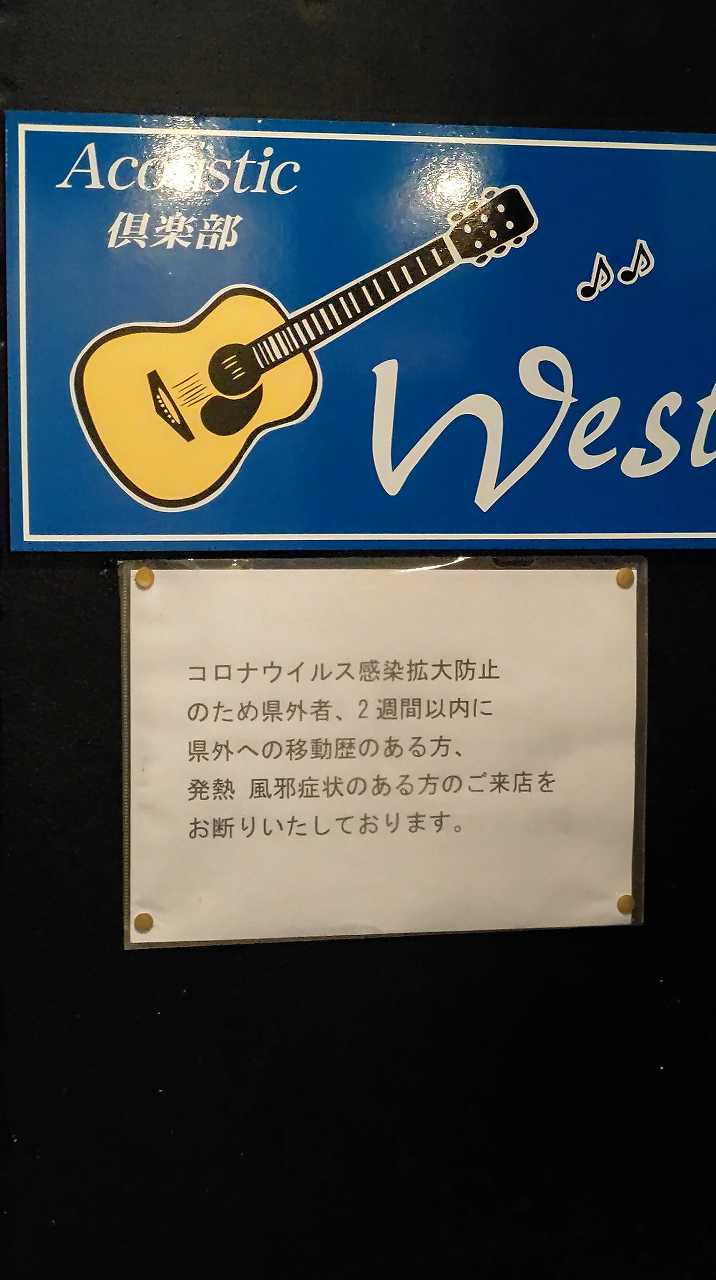 Acoustic
倶楽部
West
コロナウイルス感染拡大防止
のため県外者、2週間以内に
県外への移動歴のある方、
発熱 風邪症状のある方のご来店を
お断りいたしております。